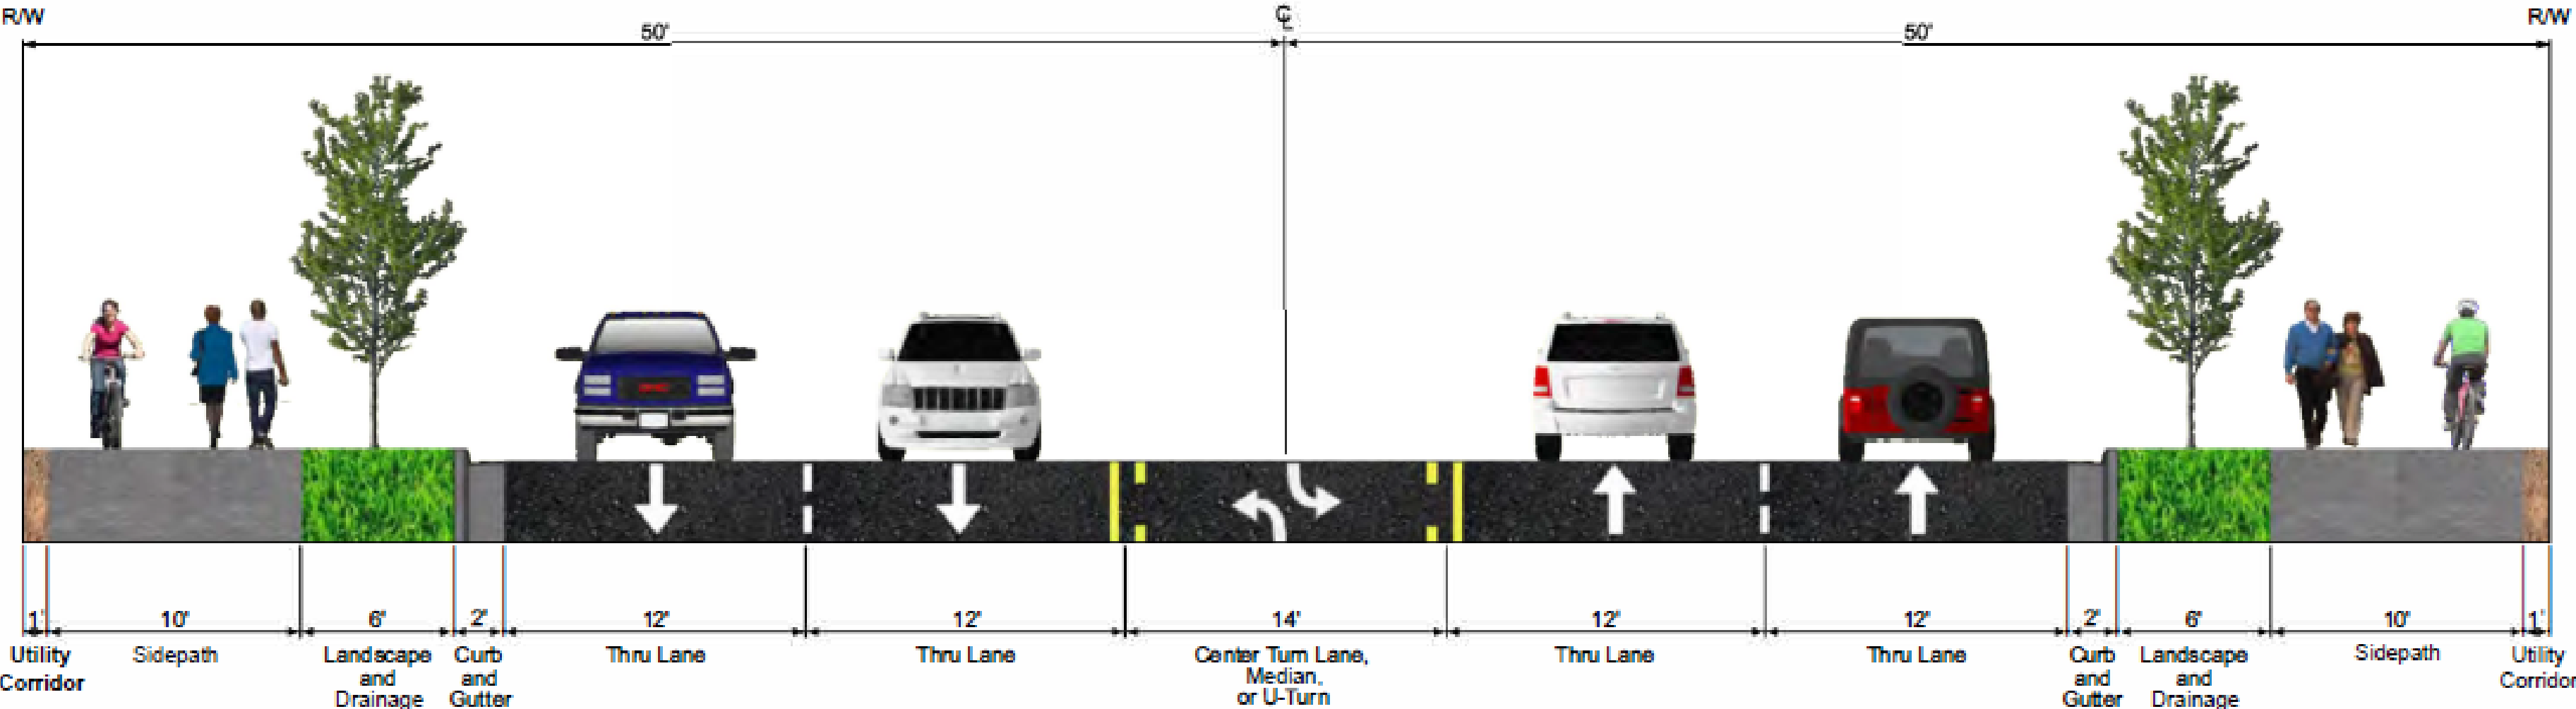 R/W
CL
R/W
50'
50'
1'
10'
6'
2'
12'
12'
14'
12'
12'
2'
6'
10'
1'
Utility
Corridor
Sidepath
Landscape
and
Drainage
Curb
and
Gutter
Thru Lane
Thru Lane
Center Turn Lane,
Median,
or U-Turn
Thru Lane
Thru Lane
Curb
and
Gutter
Landscape
and
Drainage
Sidepath
Utility
Corridor